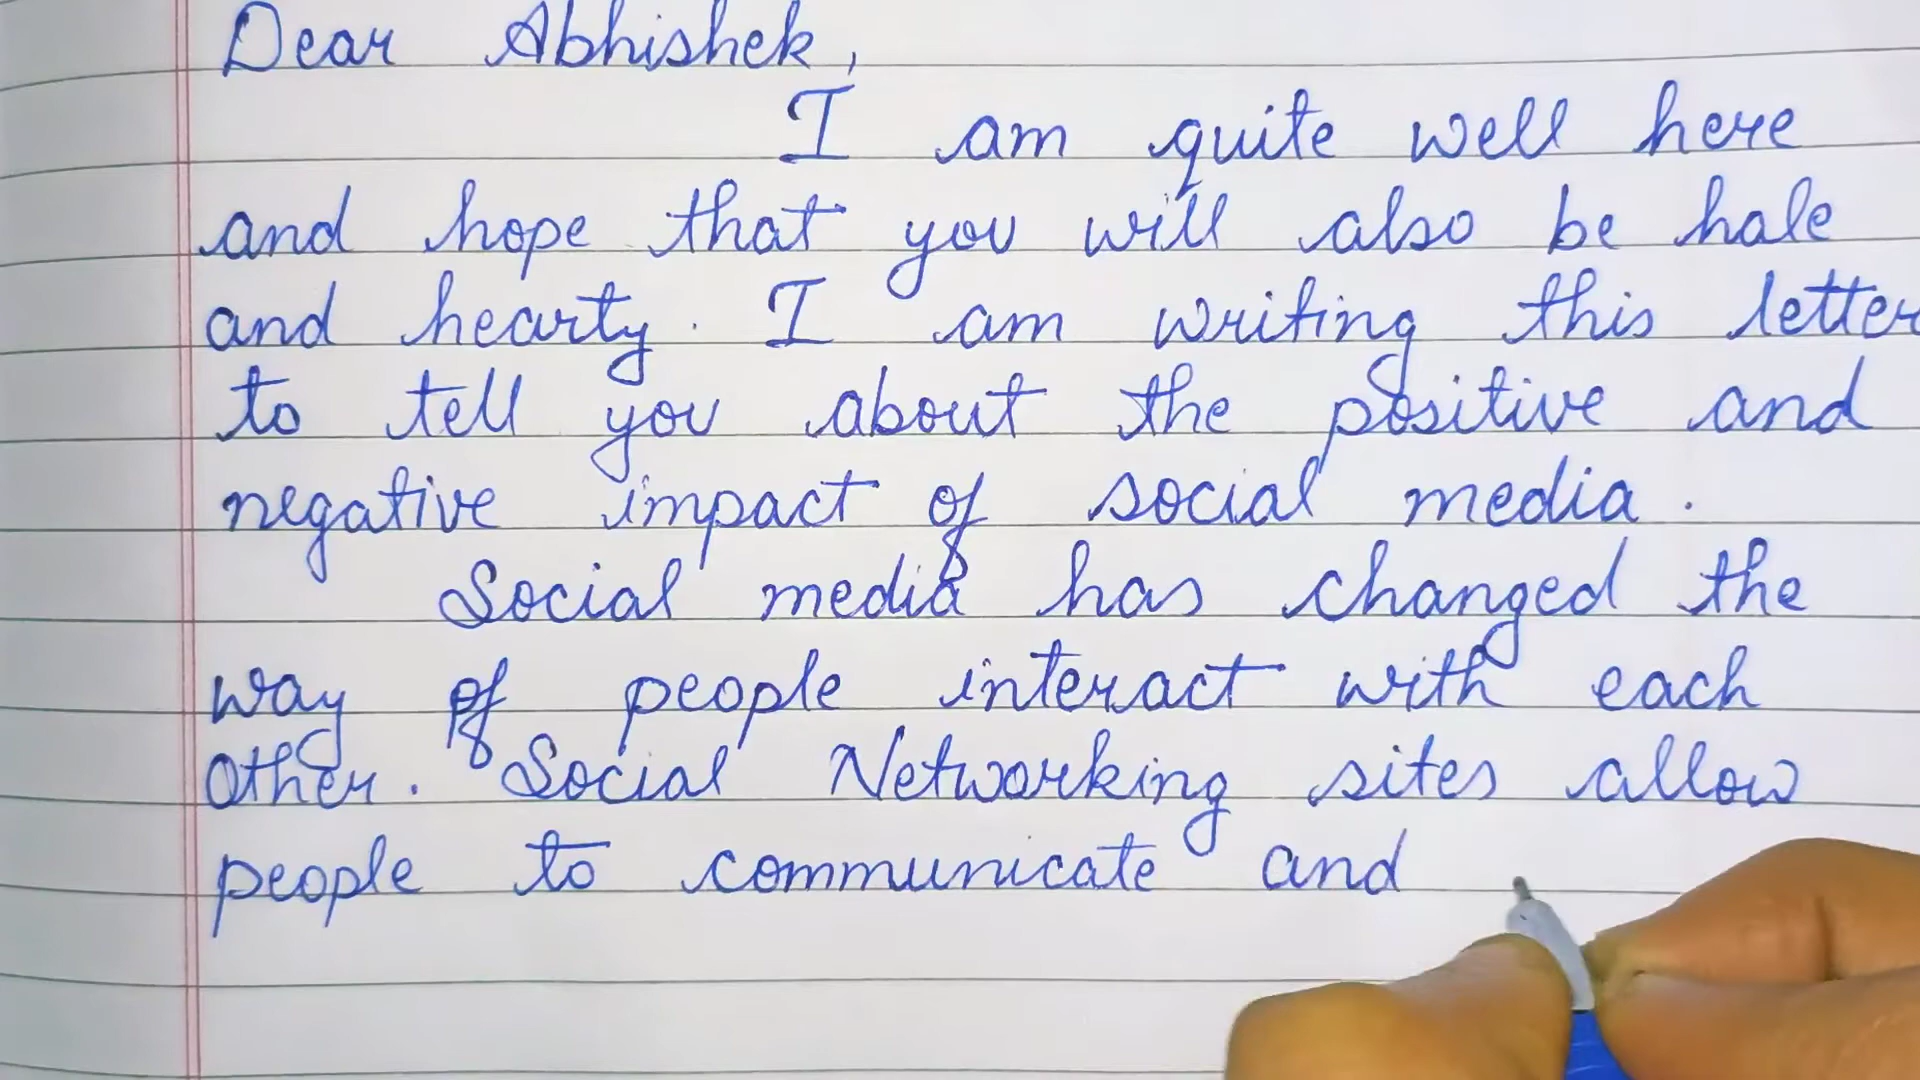 Dear Abhishek,
I am quite well here
and hope that you will also be hale
and hearty. I am writing this letter
to tell you about the positive and
negative impact of social media.
Social media has changed the
way of people interact with each
other. Social Networking sites allow
people to communicate and